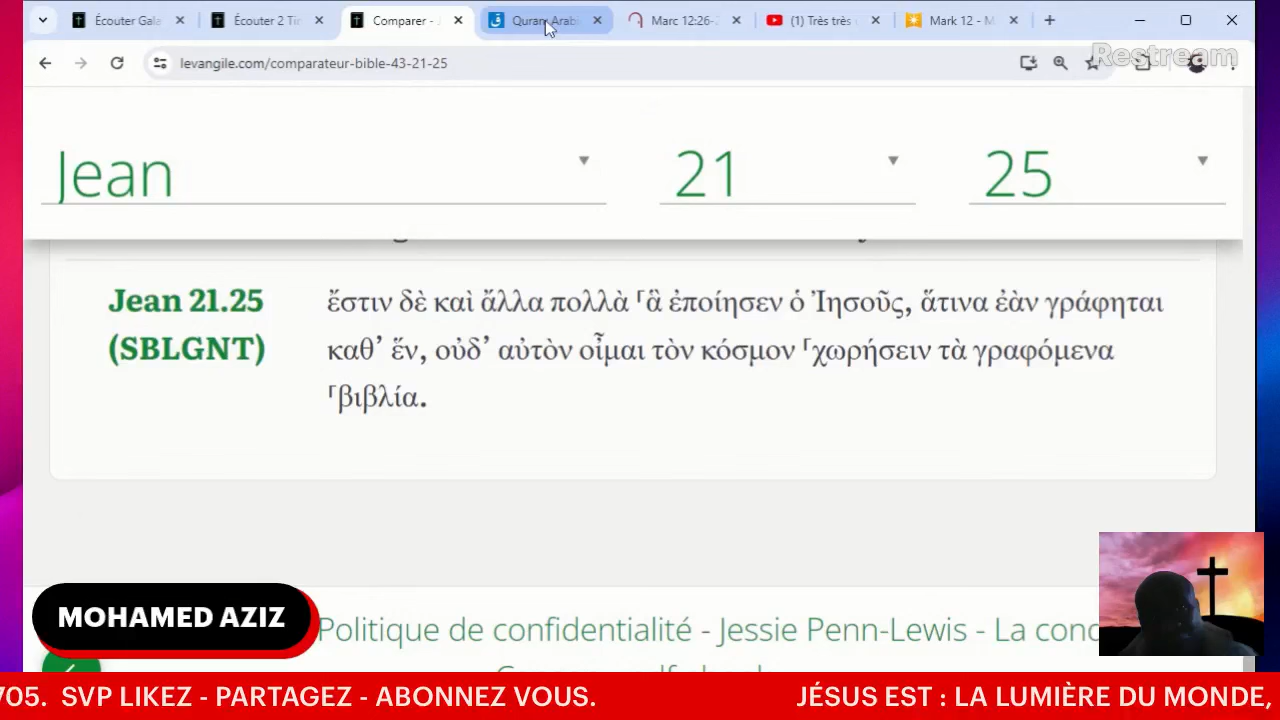 Écouter Gala
Écouter 2 Tim
Comparer - J
Quran Arabi
Marc 12:26-
(1) Très très
Mark 12 - M
levangile.com/comparateur-bible-43-21-25
Restream
Jean
21
25
Jean 21.25
(SBLGNT)
ἔστιν δὲ καὶ ἄλλα πολλὰ ⸀ἃ ἐποίησεν ὁ Ἰησοῦς, ἅτινα ἐὰν γράφηται
καθ’ ἕν, οὐδ’ αὐτὸν οἶμαι τὸν κόσμον ⸀χωρήσειν τὰ γραφόμενα
⸀βιβλία.
MOHAMED AZIZ
Politique de confidentialité - Jessie Penn-Lewis - La cond
705. SVP LIKEZ - PARTAGEZ - ABONNEZ VOUS.
JÉSUS EST : LA LUMIÈRE DU MONDE,